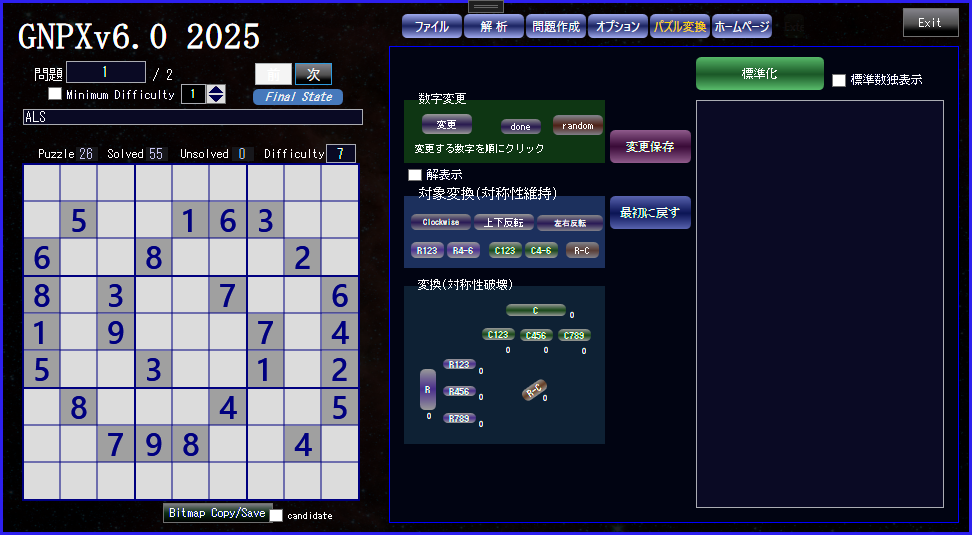 GNPXv6.0 2025
ファイル 解 析 問題作成 オプション パズル変換 ホームページ Exit
問題 1 / 2 次
Minimum Difficulty 1 Final State
ALS
Puzzle 26 Solved 55 Unsolved 0 Difficulty 7
5 1 6 3
6 8 2
8 3 7 6
1 9 7 4
5 3 1 2
8 4 5
7 9 8 4
Bitmap Copy/Save candidate
数字変更
変更 done random
変更する数字を順にクリック
解表示
対象変換(対称性維持)
Clockwise 上下反転 左右反転
R123 R4-6 C123 C4-6 R-C
変換(対称性破壊)
C 0
C123 C456 C789
0 0 0
R123 0
R R456 0 R-C 0
0 R789 0
変更保存
最初に戻す
標準化 標準数独表示